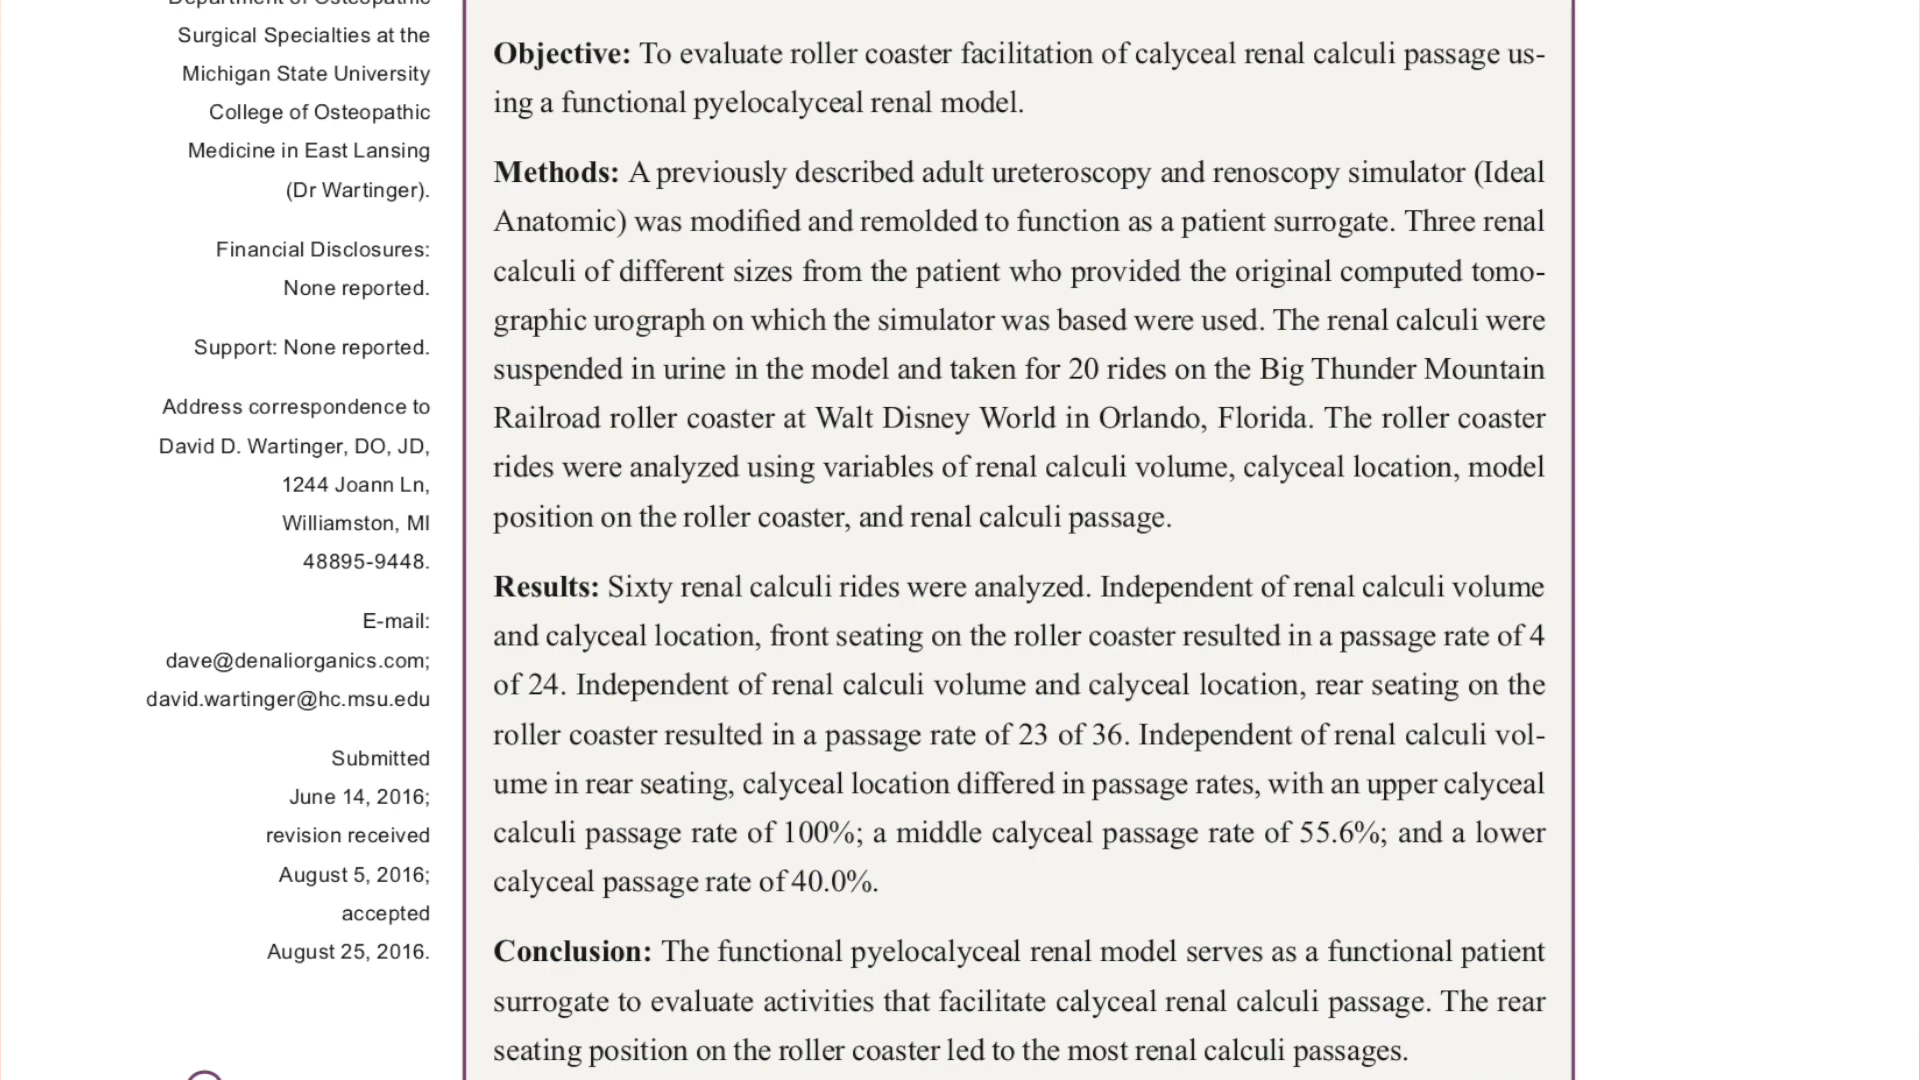 Department of Osteopathic
Surgical Specialties at the
Michigan State University
College of Osteopathic
Medicine in East Lansing
(Dr Wartinger).
Financial Disclosures:
None reported.
Support: None reported.
Address correspondence to
David D. Wartinger, DO, JD,
1244 Joann Ln,
Williamston, MI
48895-9448.
E-mail:
dave@denaliorganics.com;
david.wartinger@hc.msu.edu
Submitted
June 14, 2016;
revision received
August 5, 2016;
accepted
August 25, 2016.
Objective: To evaluate roller coaster facilitation of calyceal renal calculi passage us-
ing a functional pyelocalyceal renal model.
Methods: A previously described adult ureteroscopy and renoscopy simulator (Ideal
Anatomic) was modified and remolded to function as a patient surrogate. Three renal
calculi of different sizes from the patient who provided the original computed tomo-
graphic urograph on which the simulator was based were used. The renal calculi were
suspended in urine in the model and taken for 20 rides on the Big Thunder Mountain
Railroad roller coaster at Walt Disney World in Orlando, Florida. The roller coaster
rides were analyzed using variables of renal calculi volume, calyceal location, model
position on the roller coaster, and renal calculi passage.
Results: Sixty renal calculi rides were analyzed. Independent of renal calculi volume
and calyceal location, front seating on the roller coaster resulted in a passage rate of 4
of 24. Independent of renal calculi volume and calyceal location, rear seating on the
roller coaster resulted in a passage rate of 23 of 36. Independent of renal calculi vol-
ume in rear seating, calyceal location differed in passage rates, with an upper calyceal
calculi passage rate of 100%; a middle calyceal passage rate of 55.6%; and a lower
calyceal passage rate of 40.0%.
Conclusion: The functional pyelocalyceal renal model serves as a functional patient
surrogate to evaluate activities that facilitate calyceal renal calculi passage. The rear
seating position on the roller coaster led to the most renal calculi passages.